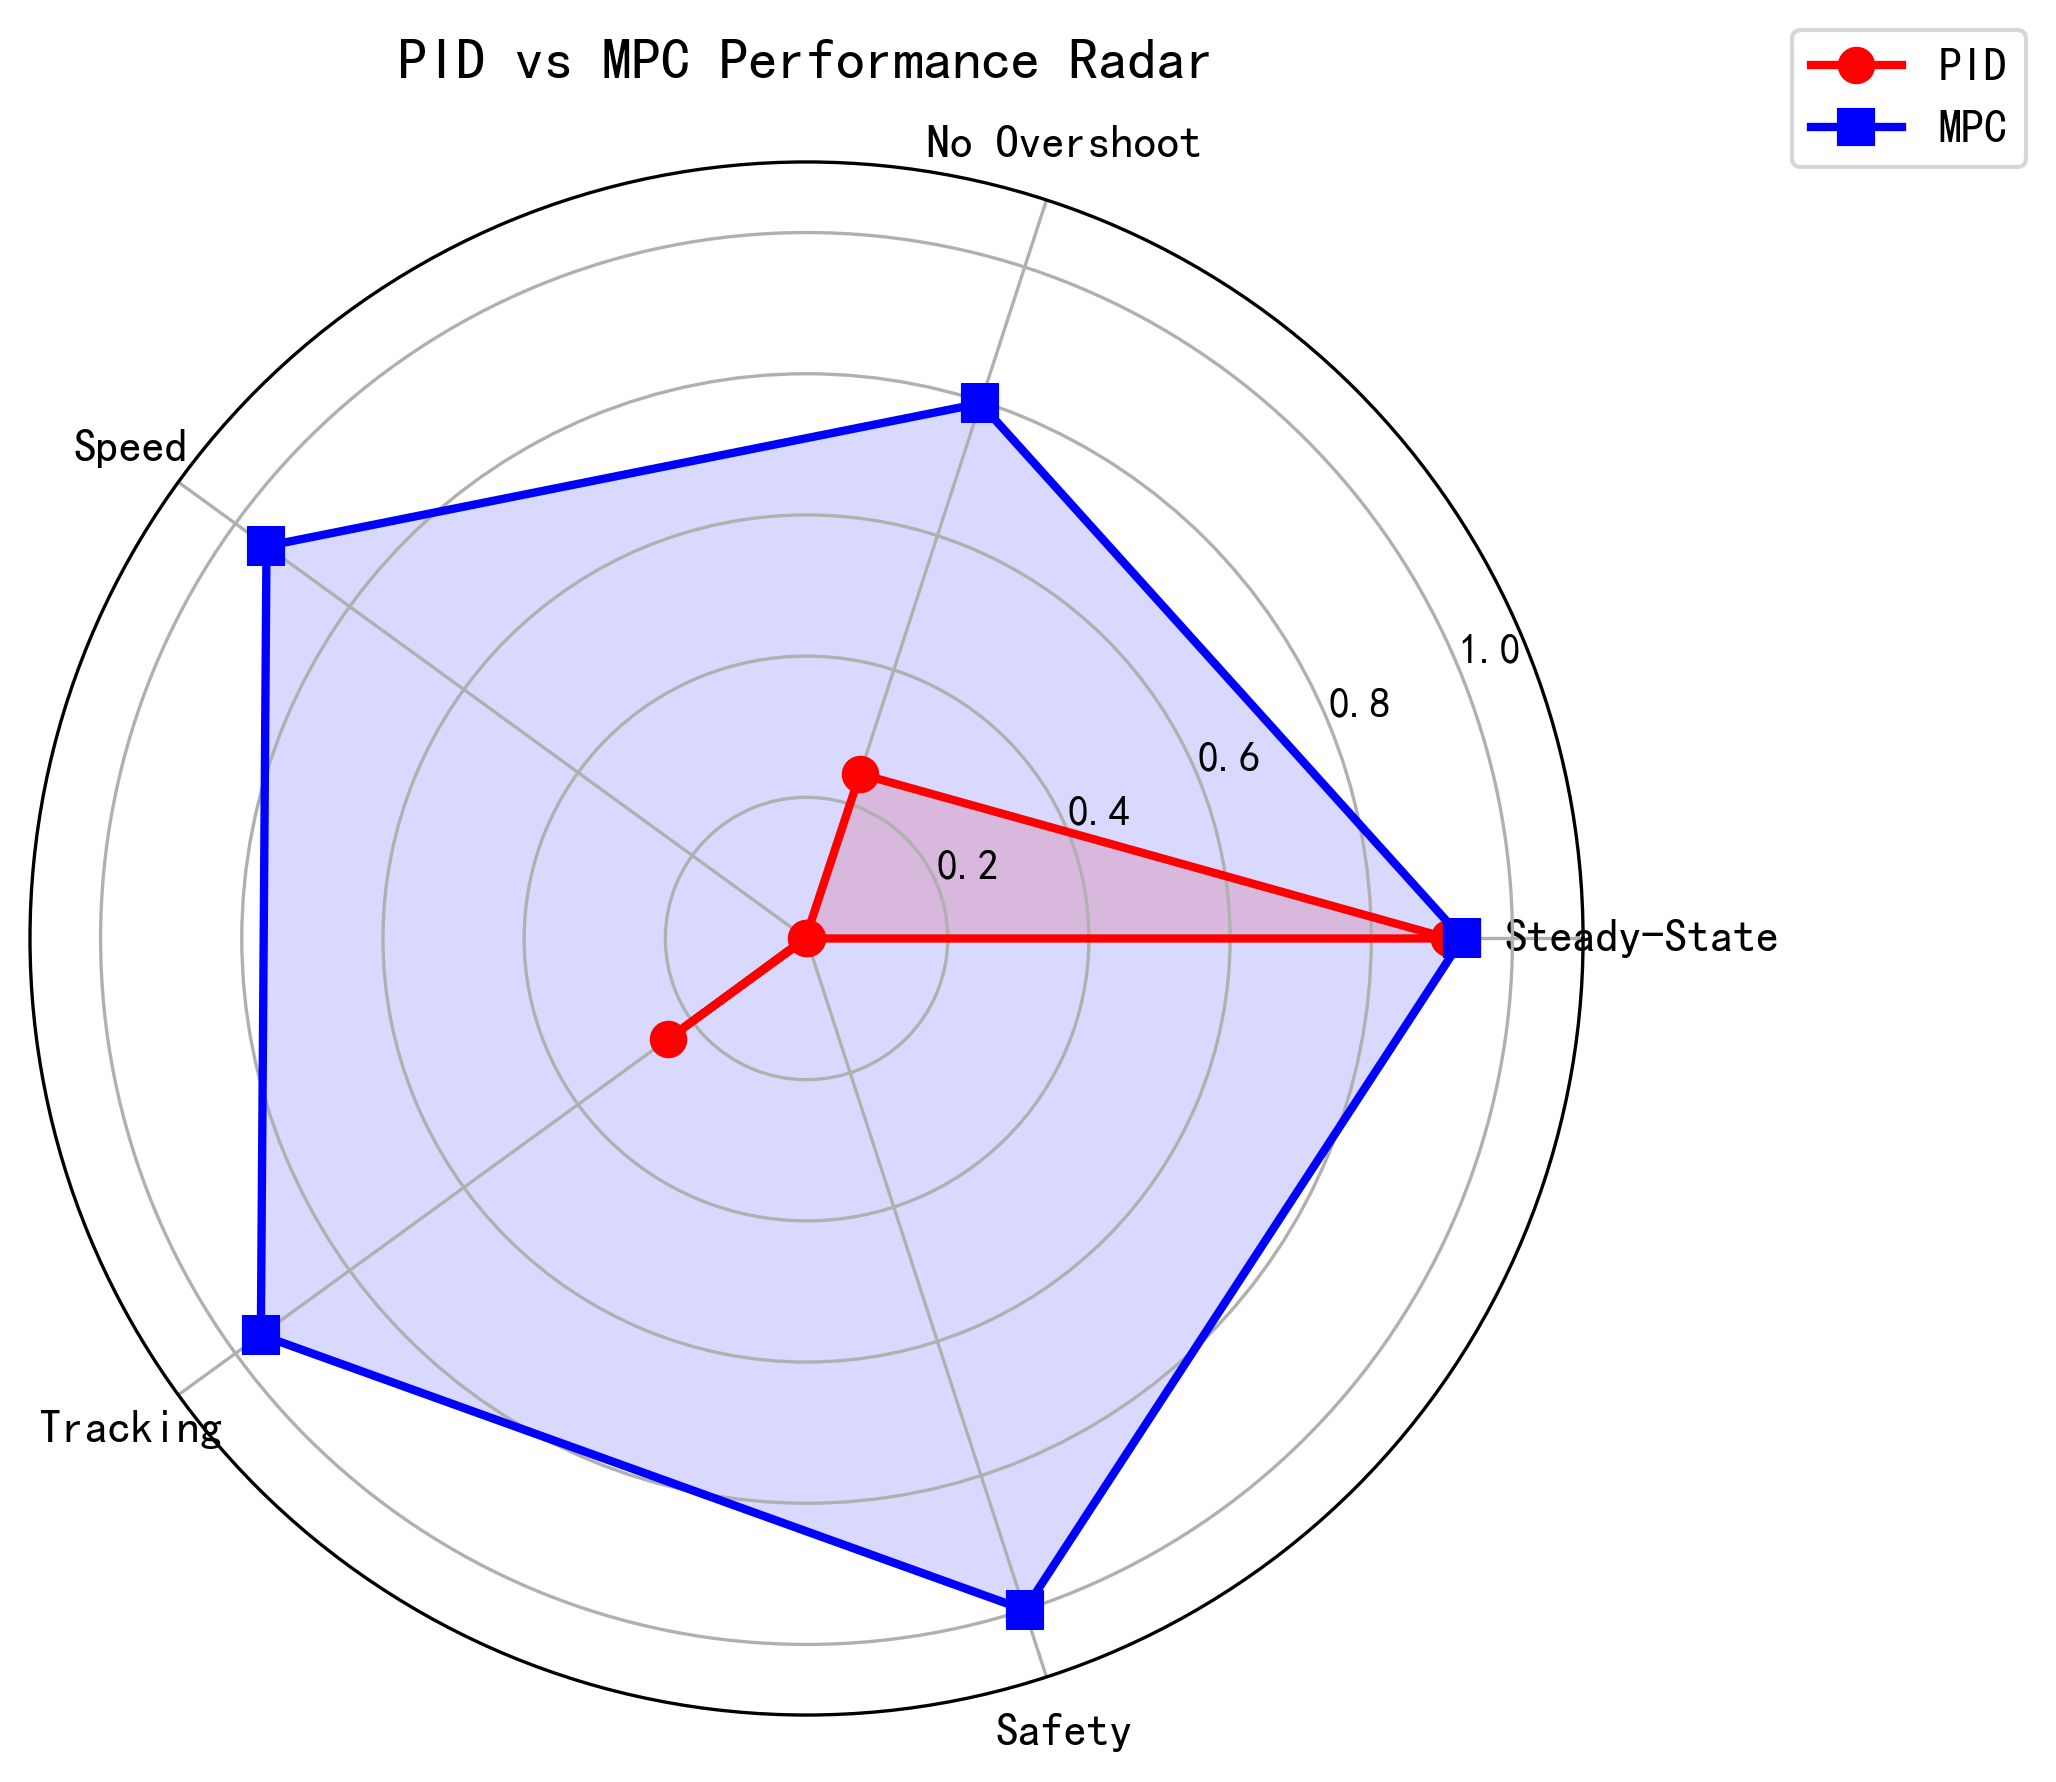 PID vs MPC Performance Radar
PID
MPC
No Overshoot
Speed
1.0
0.8
0.6
0.4
0.2
Steady-State
Tracking
Safety